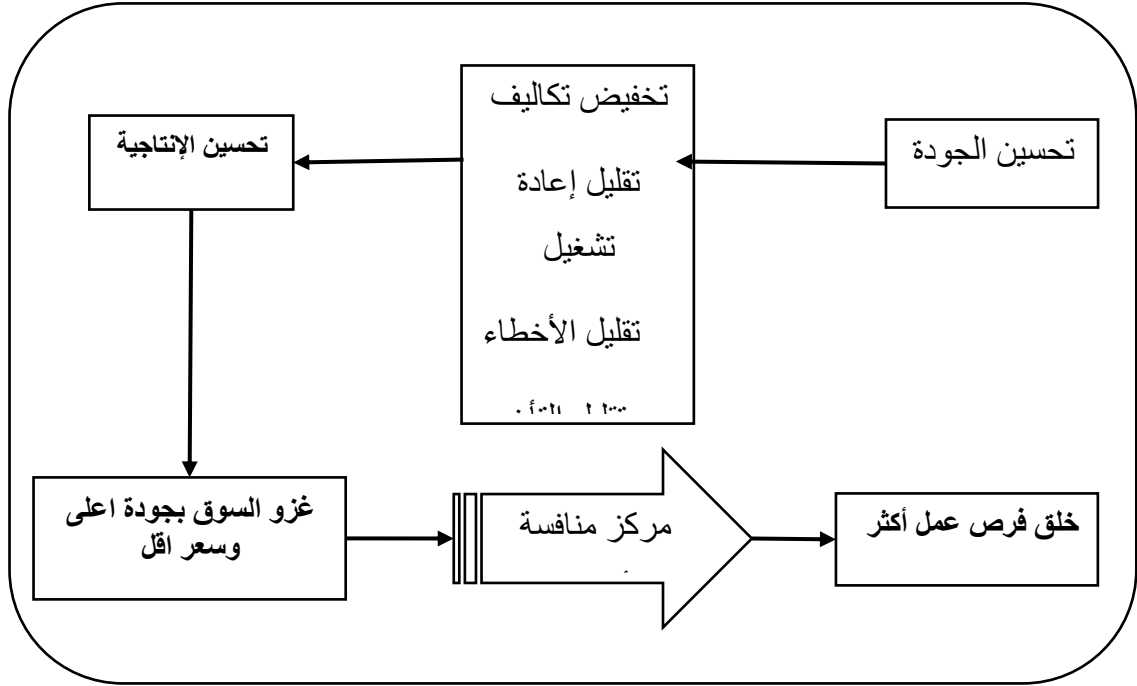 تحسين الجودة
تخفيض تكاليف
تقليل إعادة
تشغيل
تقليل الأخطاء
تحسين الإنتاجية
غزو السوق بجودة اعلى
وسعر اقل
مركز منافسة
خلق فرص عمل أكثر